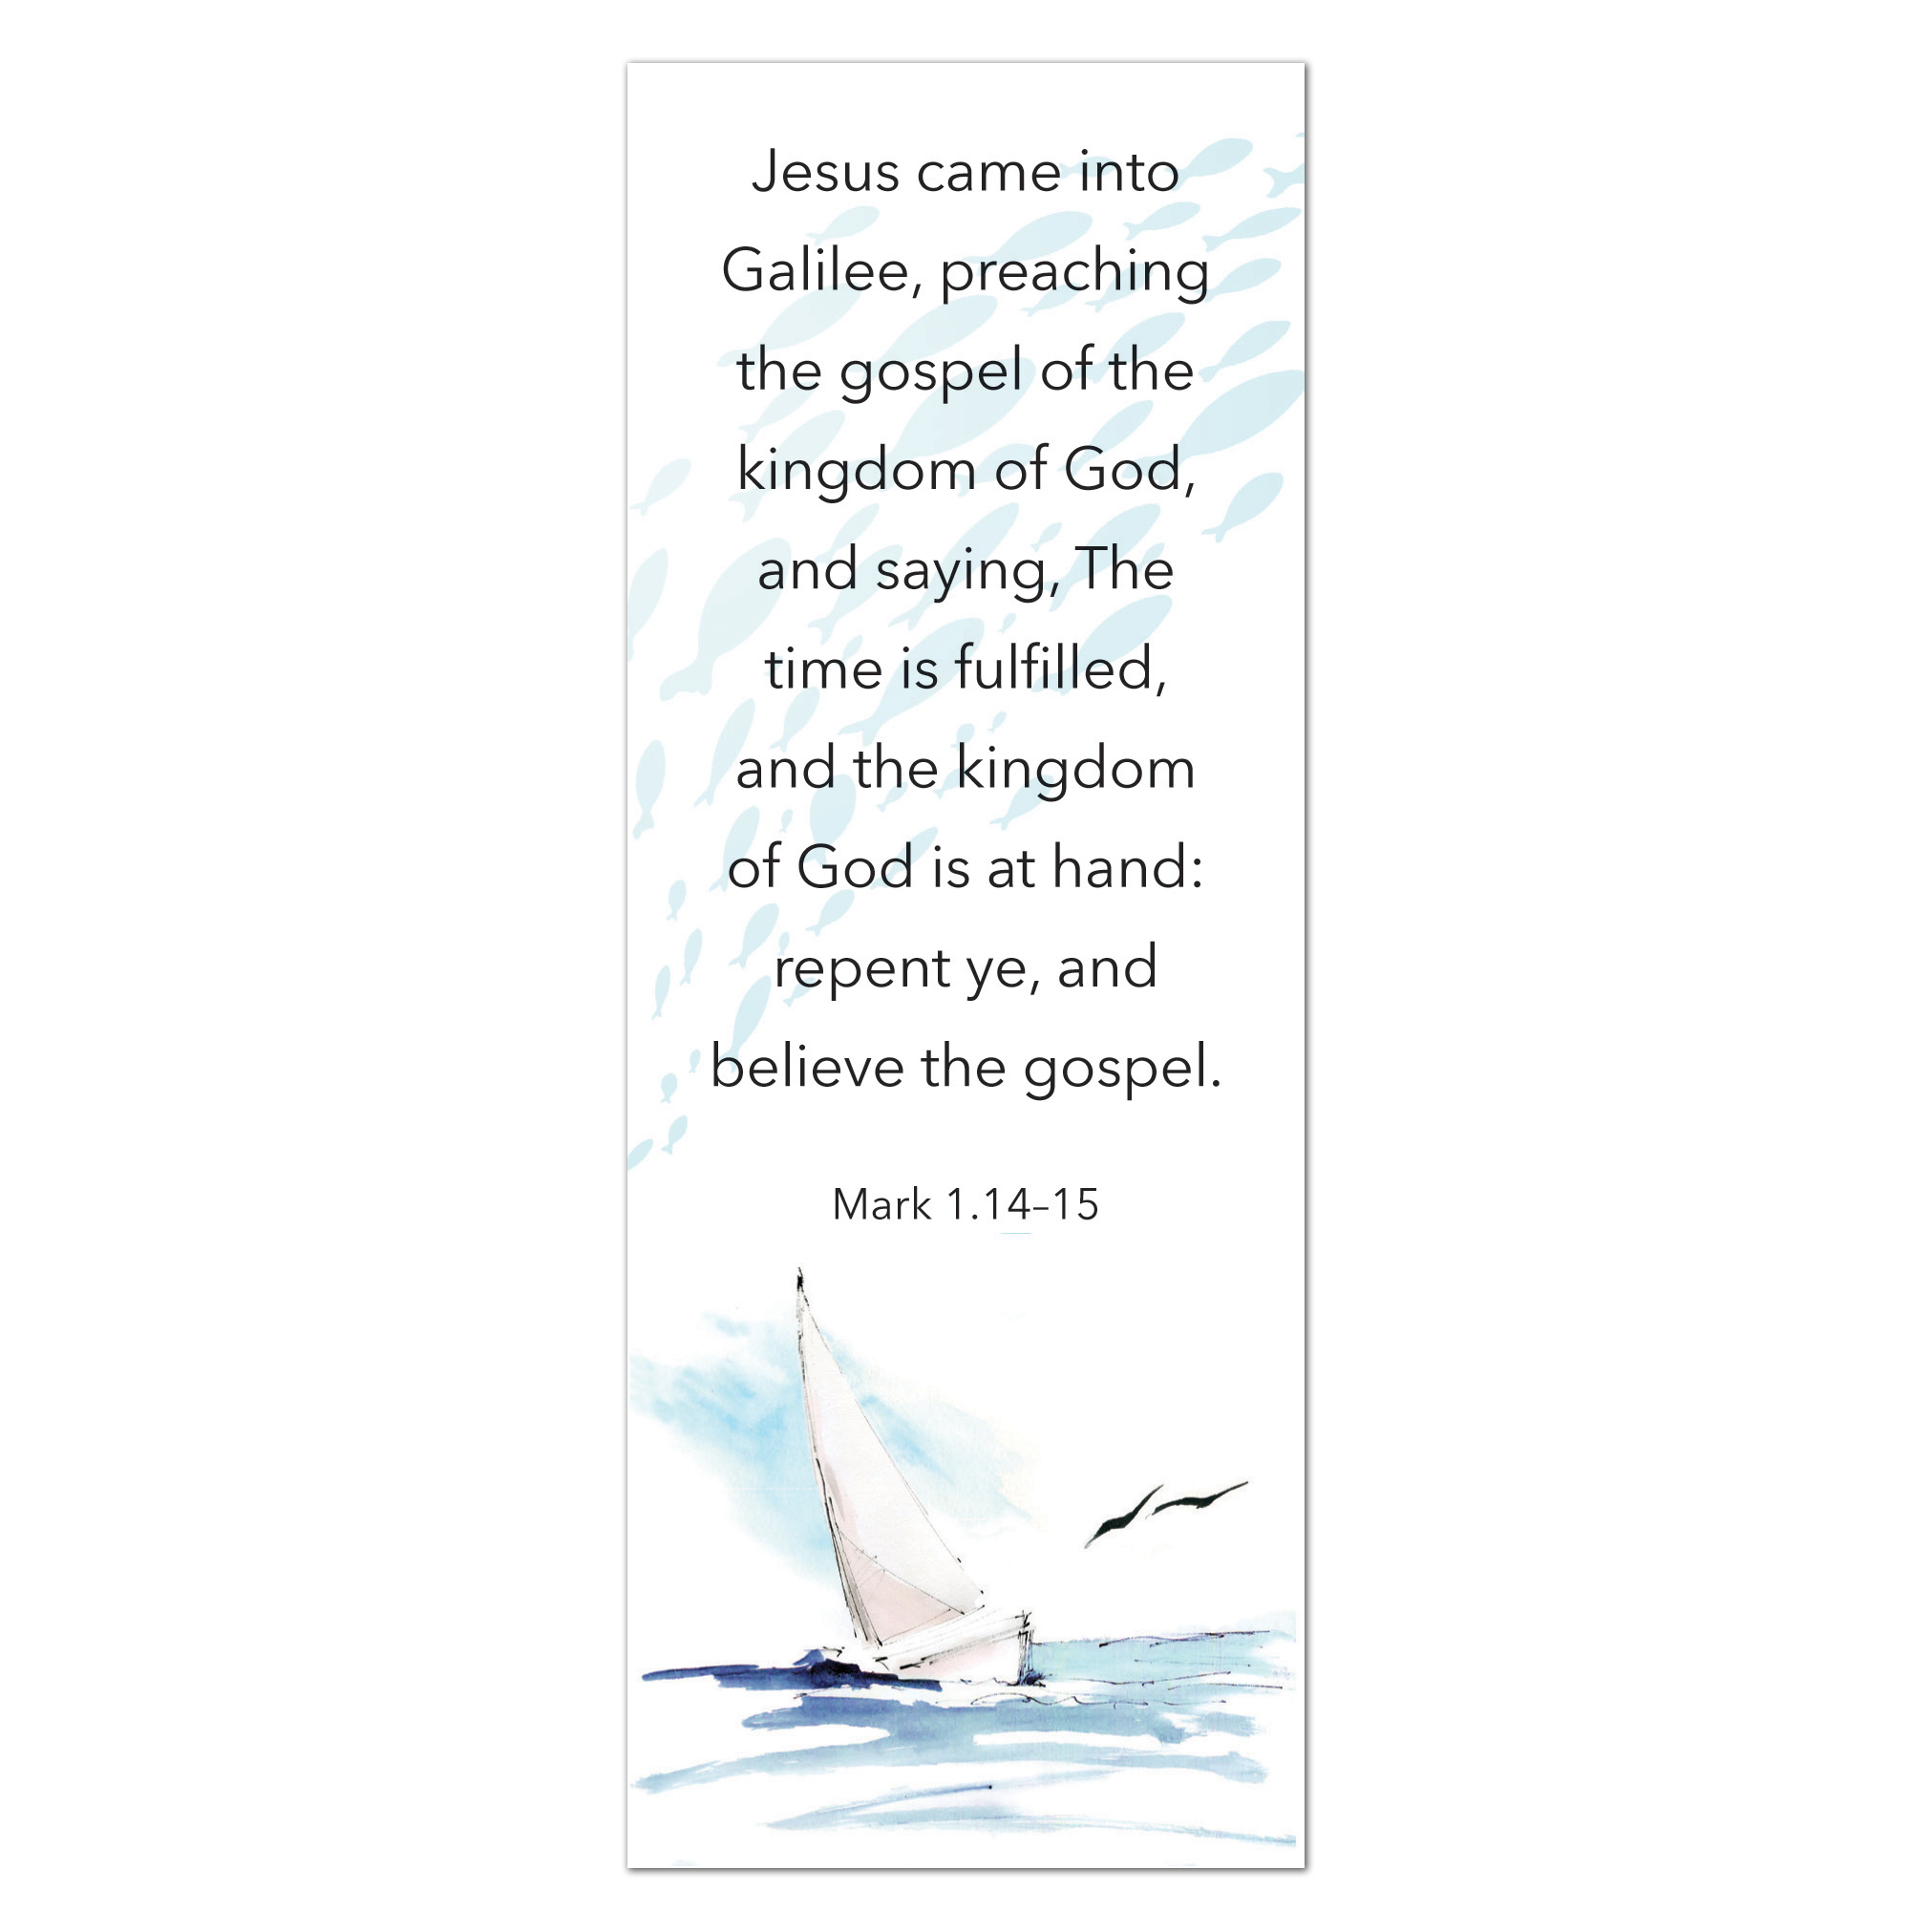 Jesus came into
Galilee, preaching
the gospel of the
kingdom of God,
and saying, The
time is fulfilled,
and the kingdom
of God is at hand:
repent ye, and
believe the gospel.
Mark 1.14–15